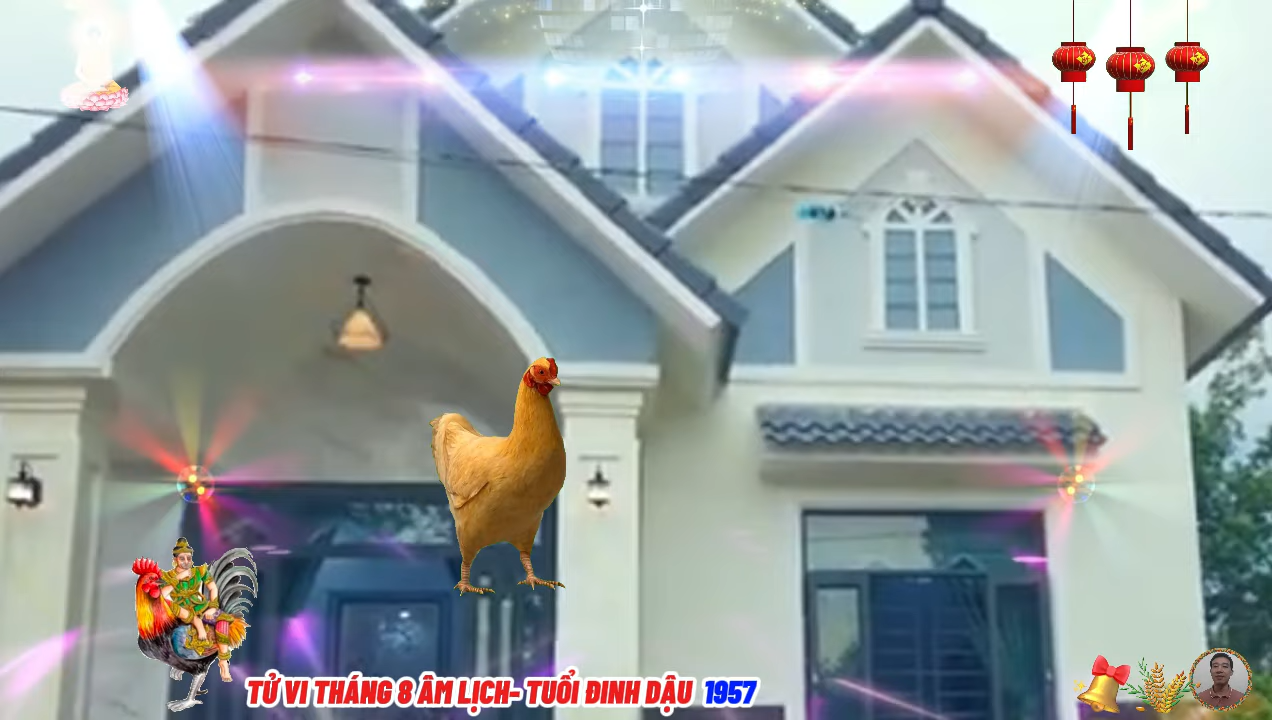 TỬ VI THÁNG 8 ÂM LỊCH- TUỔI ĐINH DẬU 1957